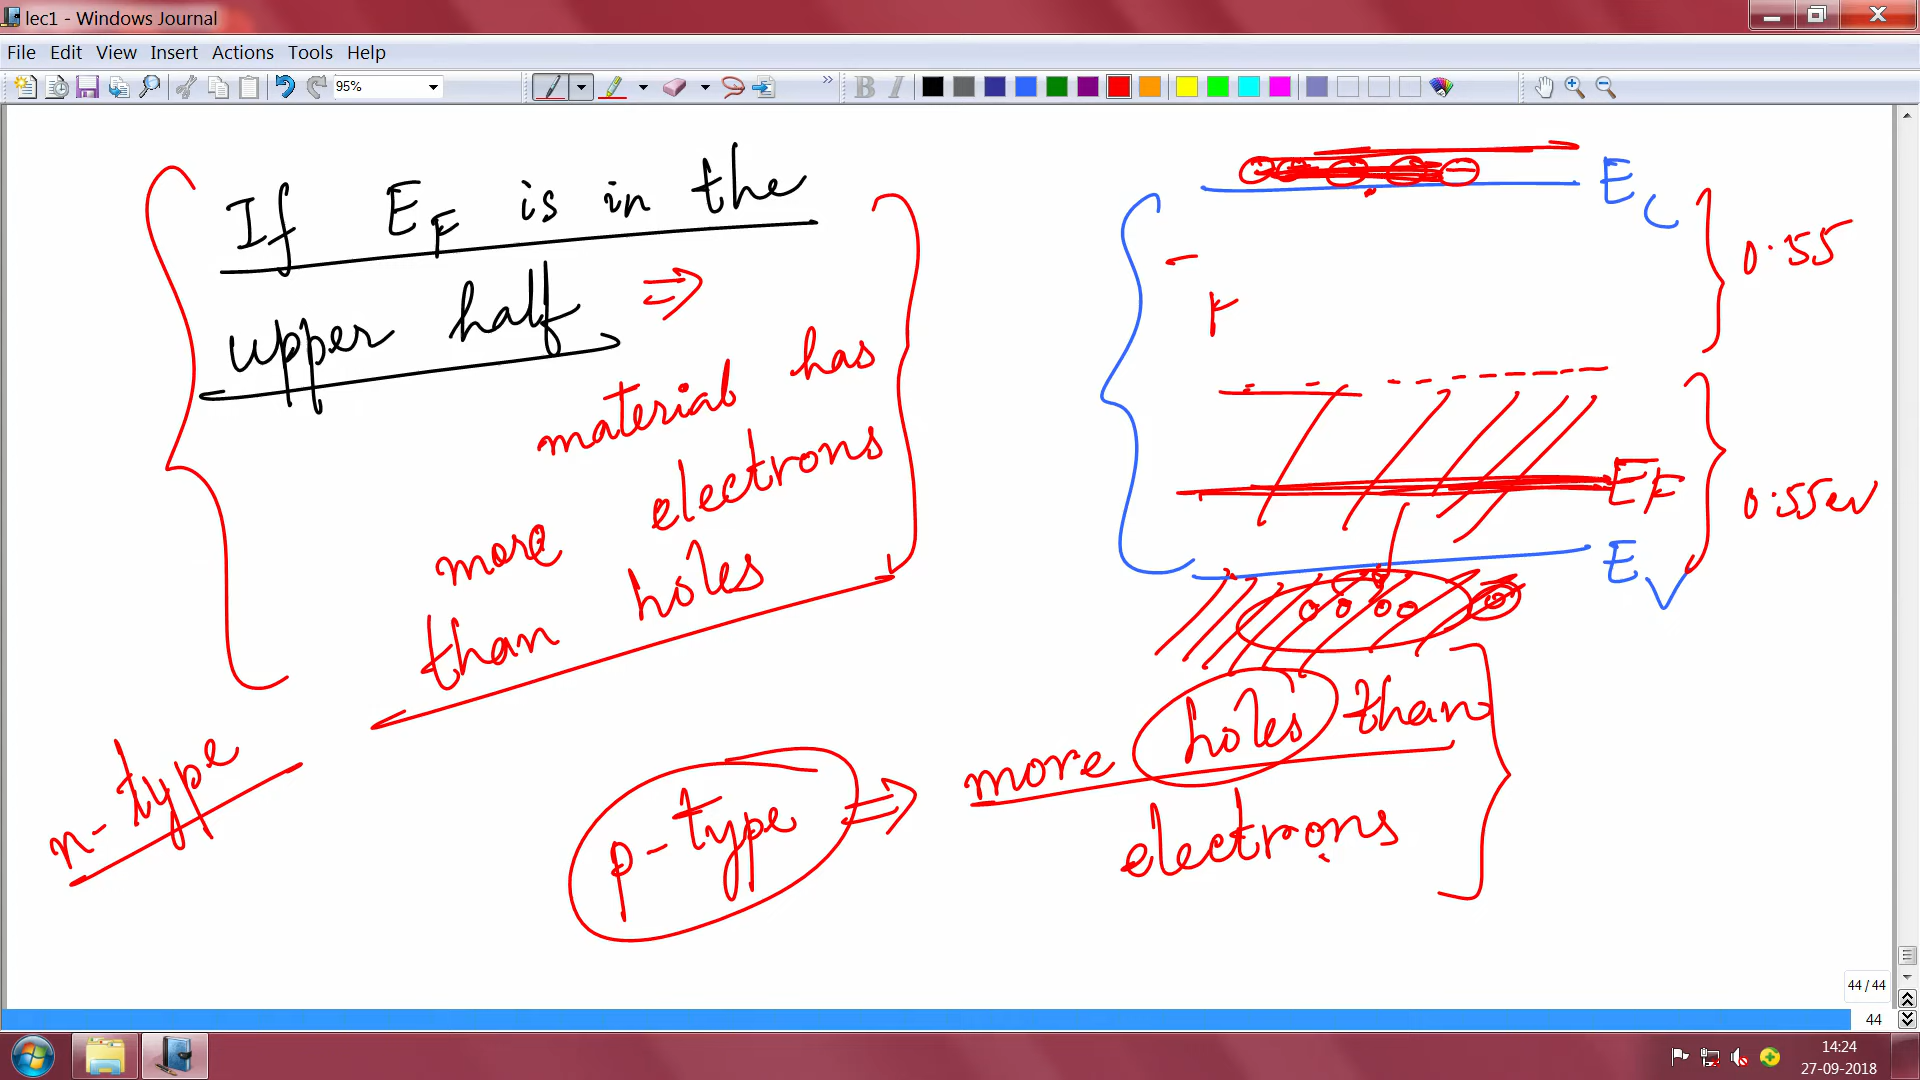 lec1 - Windows Journal
File Edit View Insert Actions Tools Help
95%
B I
If EF is in the
upper half ⇒
material has
more electrons
than holes
n-type
p-type ⇒ more holes than
electrons
EC
0.55
EF
0.55eV
EV
44 / 44
44
14:24
27-09-2018